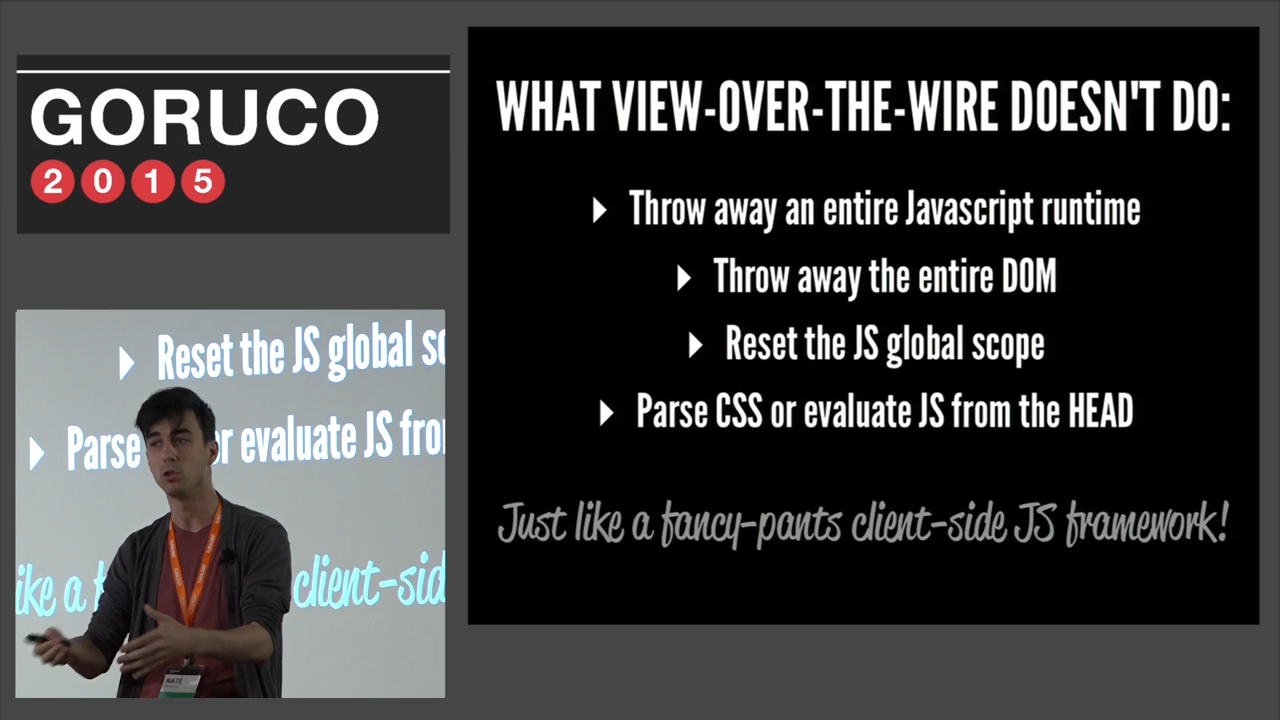 GORUCO
2015
WHAT VIEW-OVER-THE-WIRE DOESN'T DO:
Throw away an entire Javascript runtime
Throw away the entire DOM
Reset the JS global scope
Parse CSS or evaluate JS from the HEAD
Just like a fancy-pants client-side JS framework!
Reset the JS global sc
Parse or evaluate JS fro
ike a f client-sid
NATE